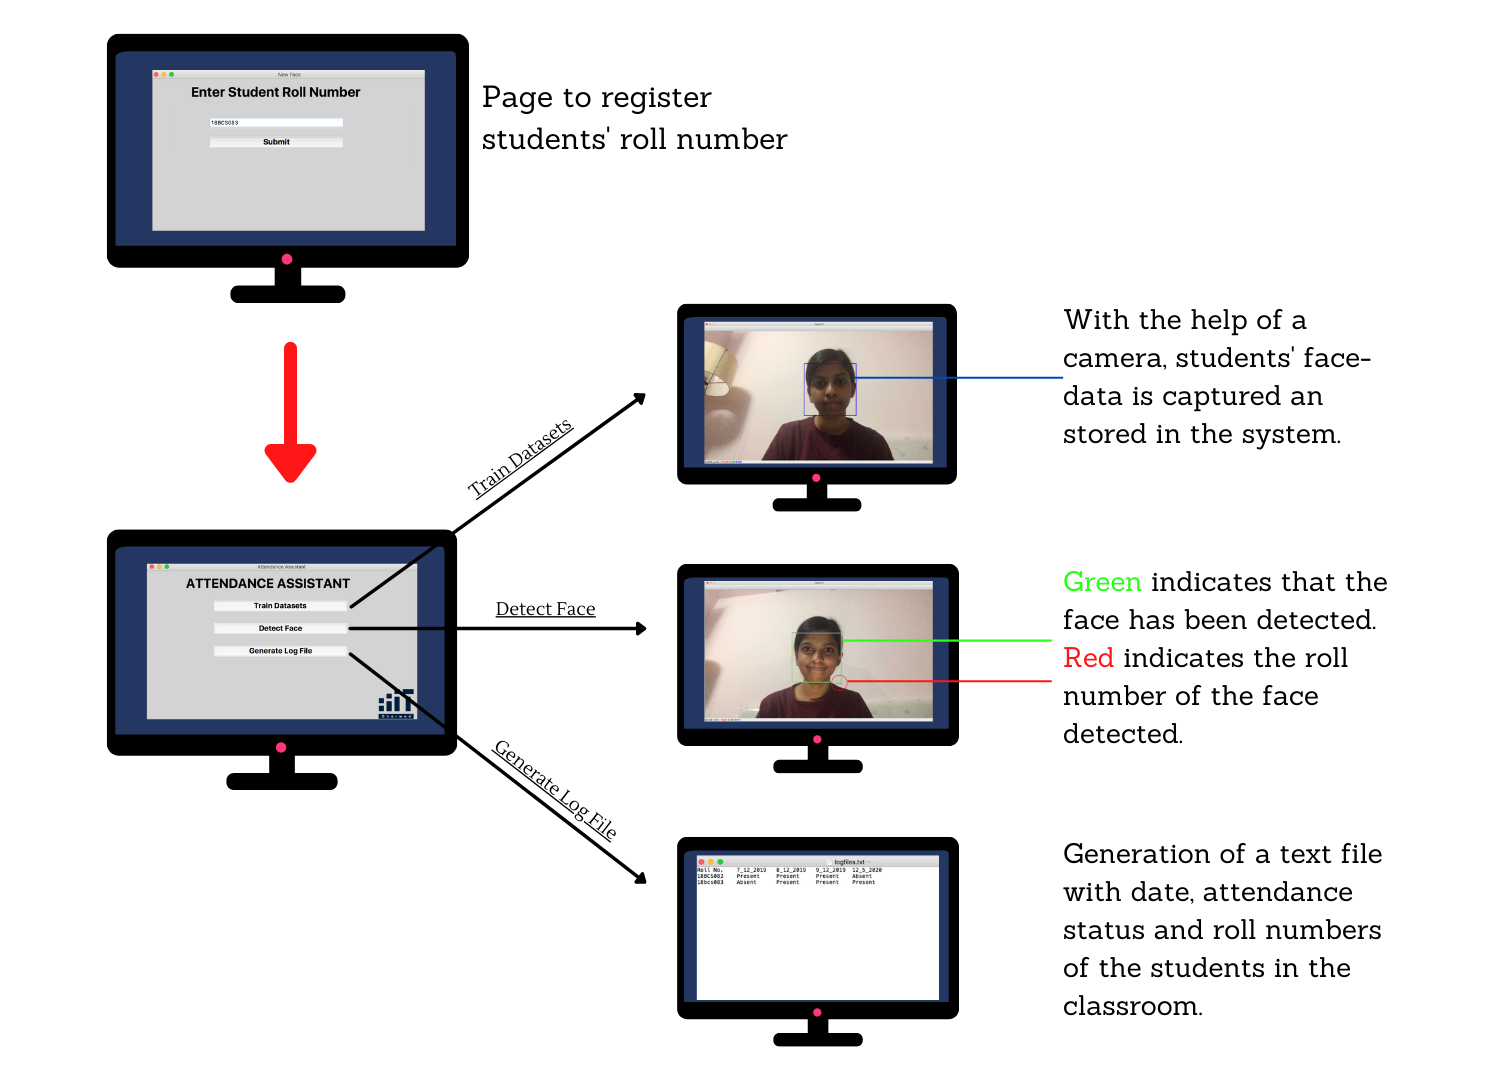 New Face
Enter Student Roll Number
18BCS083
Submit
Page to register
students' roll number
With the help of a
camera, students' face-
data is captured an
stored in the system.
Train Datasets
Attendance Assistant
ATTENDANCE ASSISTANT
Train Datasets
Detect Face
Generate Log File
Dharwad
Detect Face
Green indicates that the
face has been detected.
Red indicates the roll
number of the face
detected.
Generate Log File
logfiles.txt
Roll No. 7_12_2019 8_12_2019 9_12_2019 12_5_2020
18BCS082 Present Present Present Absent
18bcs083 Absent Present Present Present
Generation of a text file
with date, attendance
status and roll numbers
of the students in the
classroom.